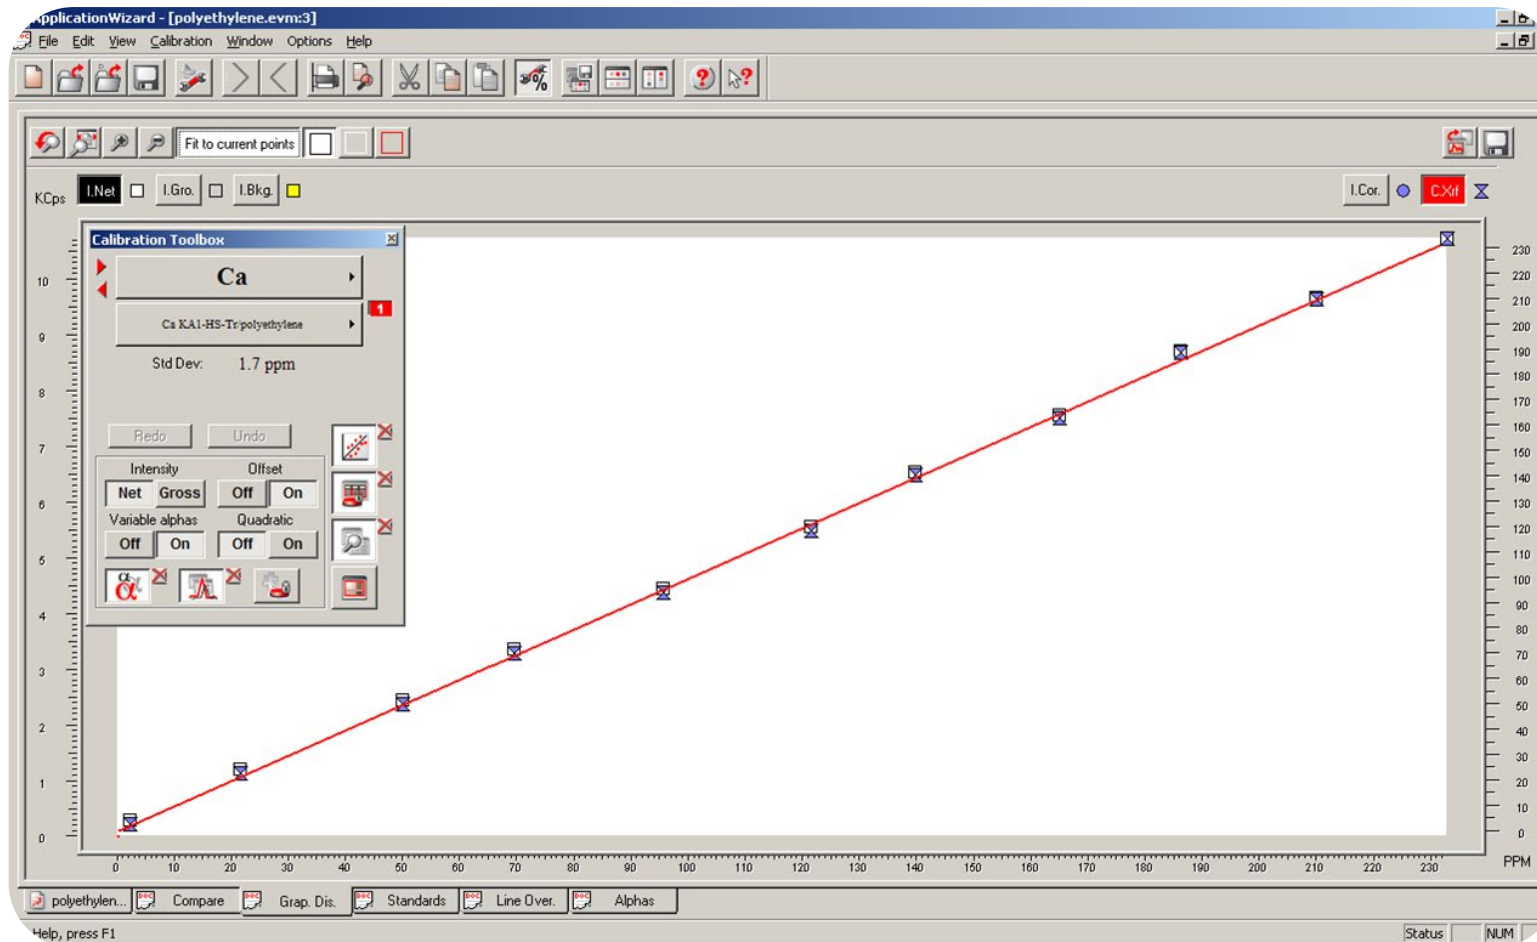 ApplicationWizard - [polyethylene.evm:3]
File Edit View Calibration Window Options Help
Fit to current points
KCps I.Net I.Gro. I.Bkg. I.Cor. C.Xrf
Calibration Toolbox
Ca
Ca KA1-HS-Tr/polyethylene
1
Std Dev: 1.7 ppm
Redo Undo
Intensity Offset
Net Gross Off On
Variable alphas Quadratic
Off On Off On
10
9
8
7
6
5
4
3
2
1
0
230
220
210
200
190
180
170
160
150
140
130
120
110
100
90
80
70
60
50
40
30
20
10
0
0 10 20 30 40 50 60 70 80 90 100 110 120 130 140 150 160 170 180 190 200 210 220 230 PPM
polyethylen... Compare Grap. Dis. Standards Line Over. Alphas
Help, press F1 Status NUM